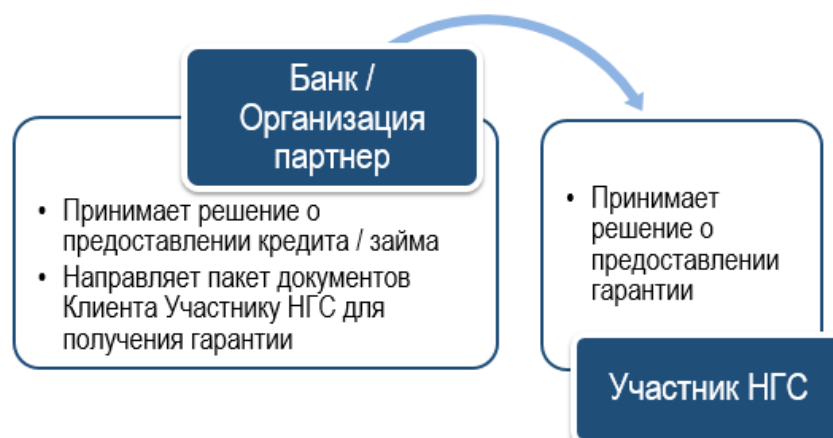 Банк /
Организация
партнер
• Принимает решение о
предоставлении кредита / займа
• Направляет пакет документов
Клиента Участнику НГС для
получения гарантии
• Принимает
решение о
предоставлении
гарантии
Участник НГС